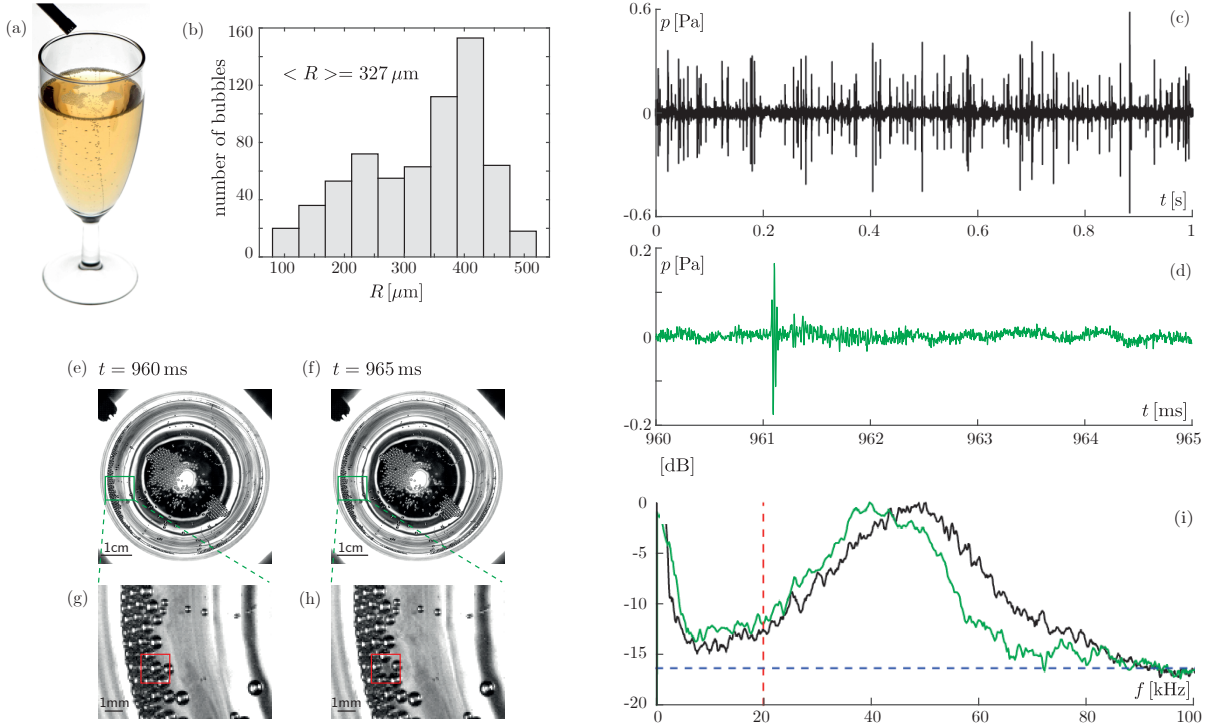 (a)
(b)
160
120
80
40
0
number of bubbles
< R >= 327 μm
100 200 300 400 500
R [μm]
(c)
p [Pa]
0.6
0
-0.6
t [s]
0 0.2 0.4 0.6 0.8 1
(d)
p [Pa]
0.2
0
-0.2
t [ms]
960 961 962 963 964 965
(e) t = 960 ms
1cm
(f) t = 965 ms
1cm
(g)
1mm
(h)
1mm
[dB]
(i)
0
-5
-10
-15
-20
f [kHz]
0 20 40 60 80 100